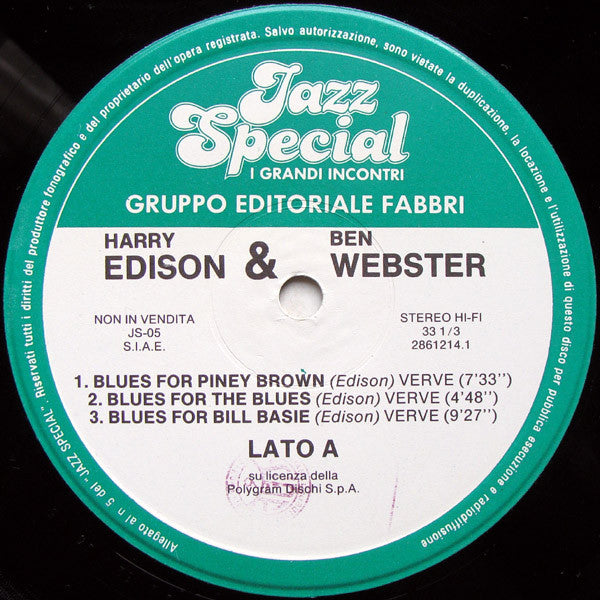 Jazz
Special
I GRANDI INCONTRI
GRUPPO EDITORIALE FABBRI
HARRY
EDISON
&
BEN
WEBSTER
NON IN VENDITA
JS-05
S.I.A.E.
STEREO HI-FI
33 1/3
2861214.1
1. BLUES FOR PINEY BROWN (Edison) VERVE (7'33'')
2. BLUES FOR THE BLUES (Edison) VERVE (4'48'')
3. BLUES FOR BILL BASIE (Edison) VERVE (9'27'')
LATO A
su licenza della
Polygram Dischi S.p.A.
Allegato al n 5 del "JAZZ SPECIAL" Riservati tutti i diritti del produttore fonografico e del proprietario dell'opera registrata. Salvo autorizzazione, sono vietate la duplicazione, la locazione e l'utilizzazione di questo disco per pubblica esecuzione e radiodiffusione